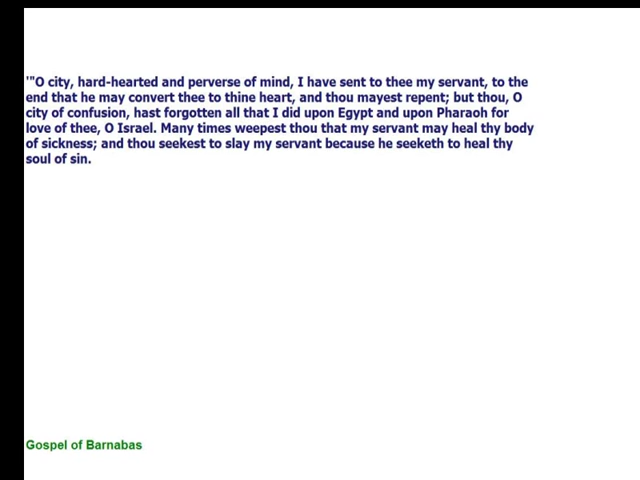 '"O city, hard-hearted and perverse of mind, I have sent to thee my servant, to the
end that he may convert thee to thine heart, and thou mayest repent; but thou, O
city of confusion, hast forgotten all that I did upon Egypt and upon Pharaoh for
love of thee, O Israel. Many times weepest thou that my servant may heal thy body
of sickness; and thou seekest to slay my servant because he seeketh to heal thy
soul of sin.
Gospel of Barnabas